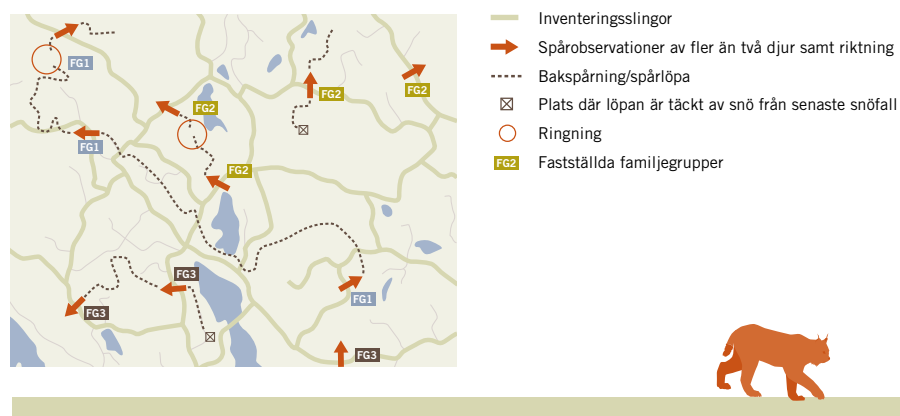 FG1
FG2
FG2
FG2
FG1
FG2
FG3
FG1
FG3
FG3
Inventeringsslingor
Spårobservationer av fler än två djur samt riktning
Bakspårning/spårlöpa
Plats där löpan är täckt av snö från senaste snöfall
Ringning
FG2 Fastställda familjegrupper